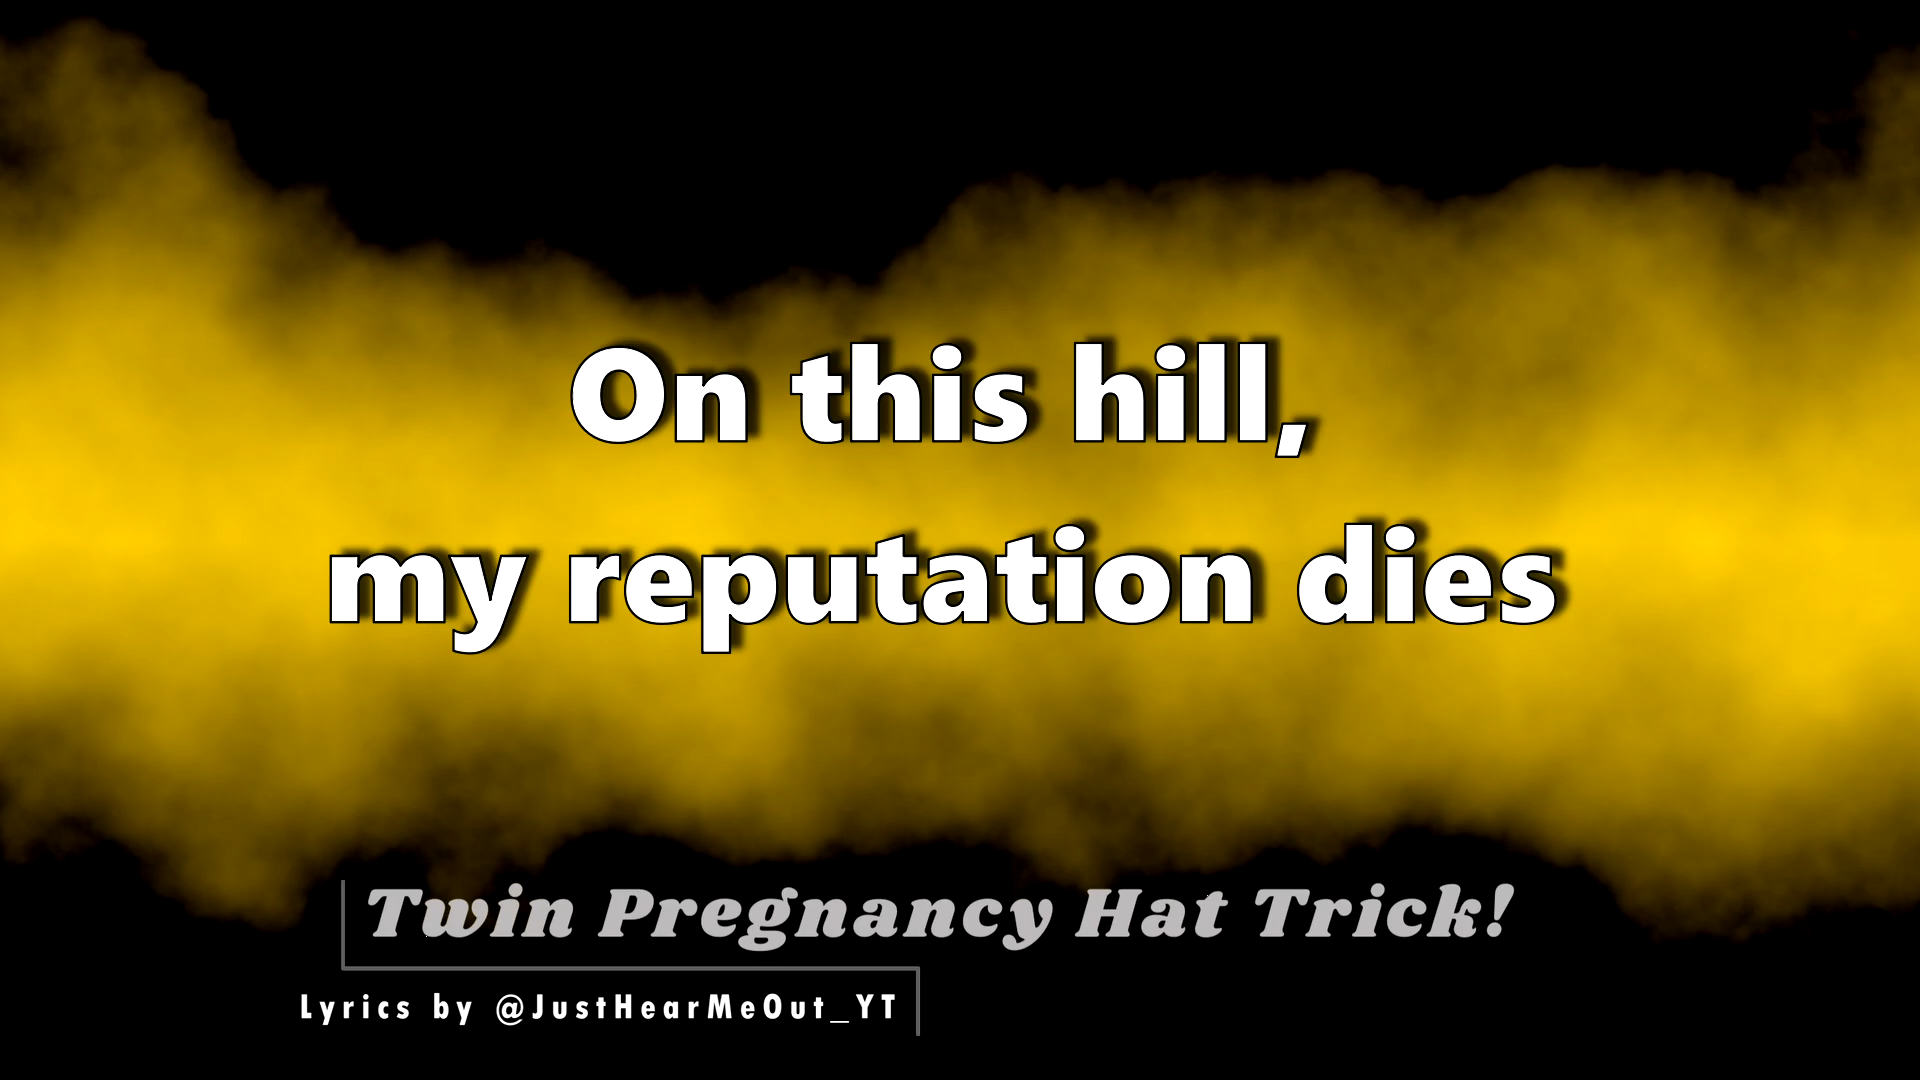 On this hill,
my reputation dies
Twin Pregnancy Hat Trick!
Lyrics by @JustHearMeOut_YT